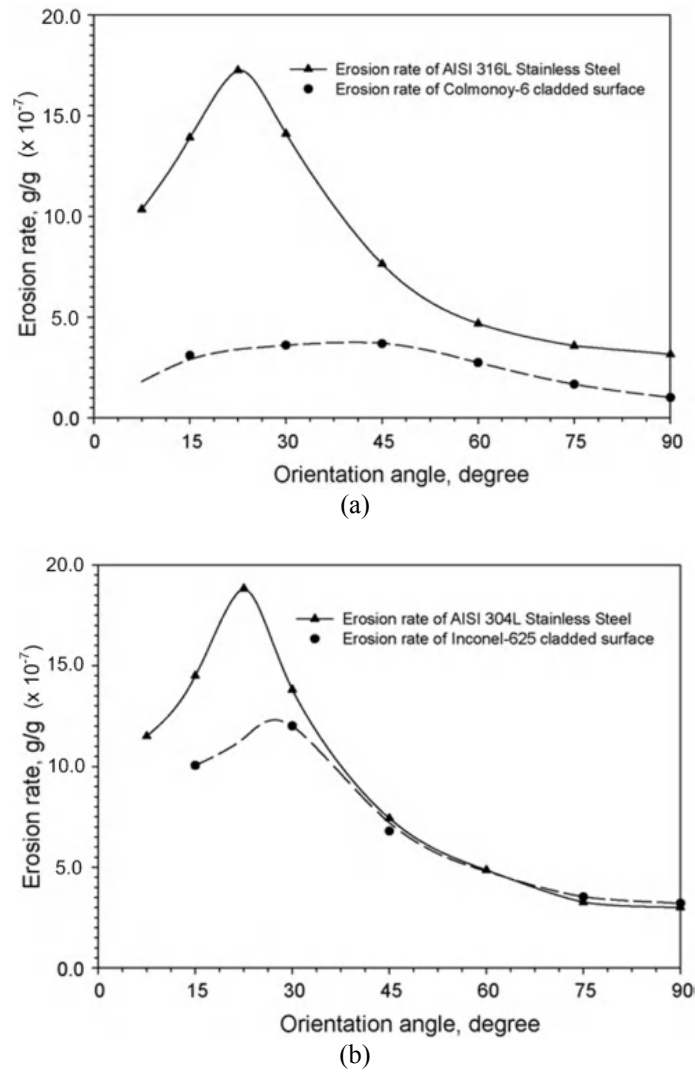 20.0
Erosion rate of AISI 316L Stainless Steel
Erosion rate of Colmonoy-6 cladded surface
15.0
10.0
5.0
0.0
Erosion rate, g/g (x 10⁻⁷)
0 15 30 45 60 75 90
Orientation angle, degree
(a)
20.0
Erosion rate of AISI 304L Stainless Steel
Erosion rate of Inconel-625 cladded surface
15.0
10.0
5.0
0.0
Erosion rate, g/g (x 10⁻⁷)
0 15 30 45 60 75 90
Orientation angle, degree
(b)